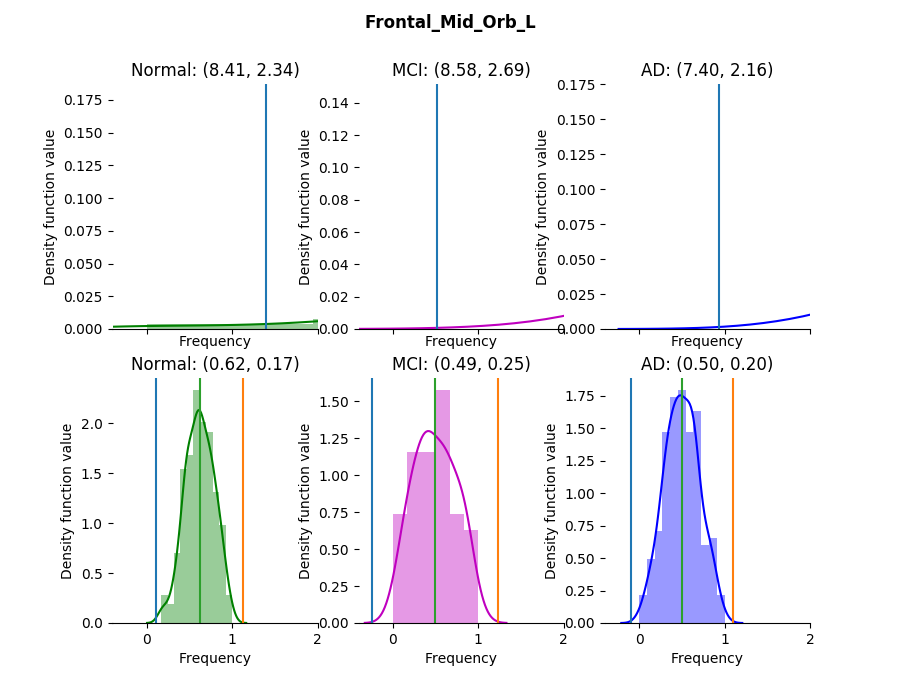 Frontal_Mid_Orb_L
Normal: (8.41, 2.34)
MCI: (8.58, 2.69)
AD: (7.40, 2.16)
Density function value
0.175
0.150
0.125
0.100
0.075
0.050
0.025
0.000
Frequency
Density function value
0.14
0.12
0.10
0.08
0.06
0.04
0.02
0.00
Frequency
Density function value
0.175
0.150
0.125
0.100
0.075
0.050
0.025
0.000
Frequency
Normal: (0.62, 0.17)
MCI: (0.49, 0.25)
AD: (0.50, 0.20)
Density function value
2.0
1.5
1.0
0.5
0.0
0 1 2
Frequency
Density function value
1.50
1.25
1.00
0.75
0.50
0.25
0.00
0 1 2
Frequency
Density function value
1.75
1.50
1.25
1.00
0.75
0.50
0.25
0.00
0 1 2
Frequency